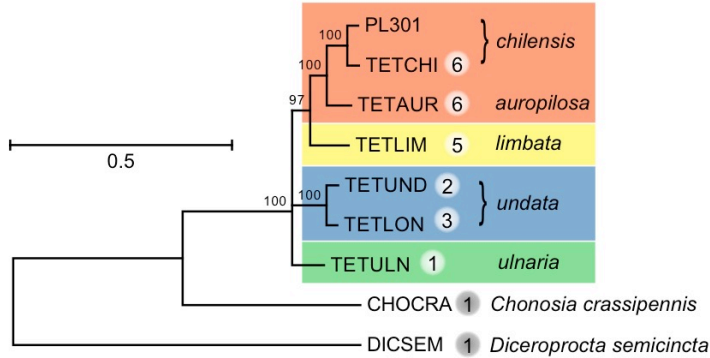 100 PL301
chilensis
100 TETCHI 6
97 TETAUR 6 auropilosa
TETLIM 5 limbata
0.5
100 100 TETUND 2
undata
TETLON 3
TETULN 1 ulnaria
CHOCRA 1 Chonosia crassipennis
DICSEM 1 Diceroprocta semicincta